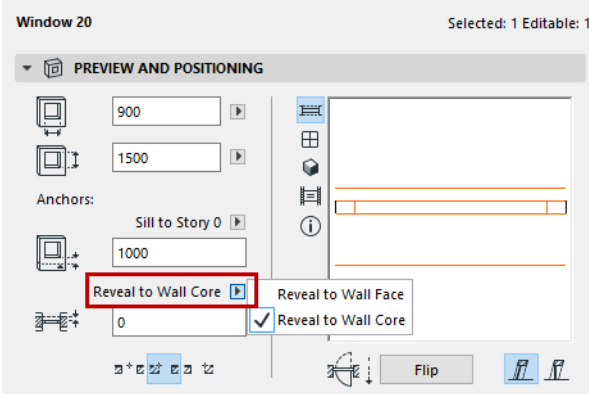 Window 20
Selected: 1 Editable: 1
PREVIEW AND POSITIONING
900
1500
Anchors:
Sill to Story 0
1000
Reveal to Wall Core
Reveal to Wall Face
Reveal to Wall Core
0
Flip